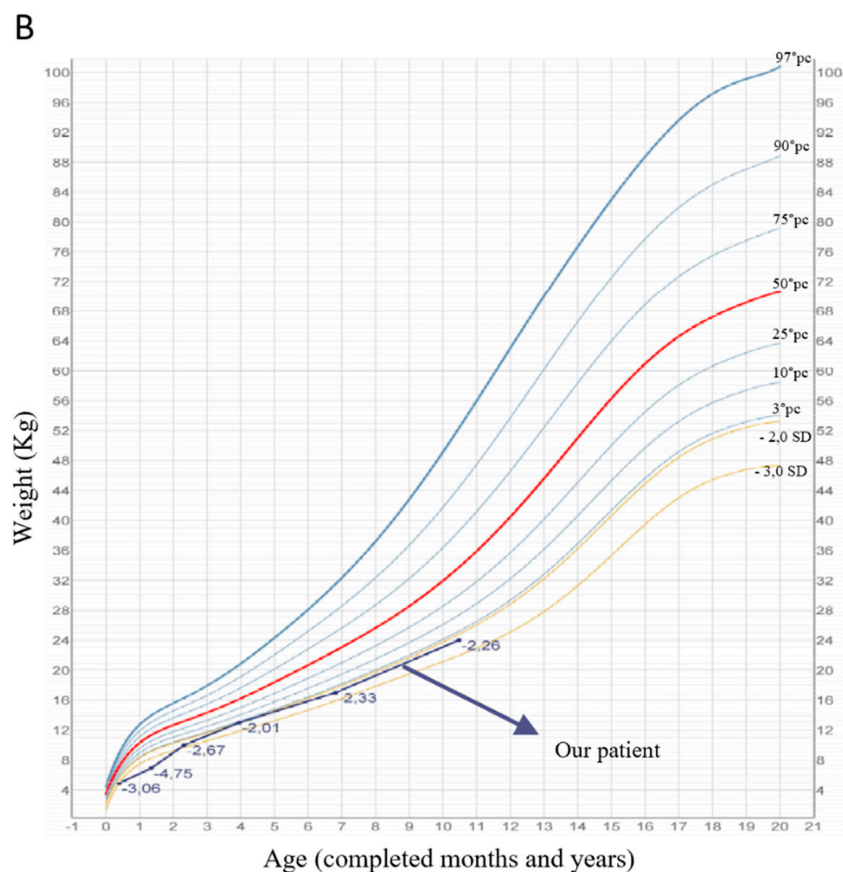 B
97°pc
100 100
96 96
92 92
90°pc
88 88
84 84
80 80
75°pc
76 76
72 72
50°pc
68 68
64 64
25°pc
60 60
10°pc
56 56
3°pc
52 52
- 2,0 SD
48 48
- 3,0 SD
44 44
40 40
36 36
32 32
28 28
24 24
-2,26
20 20
16 16
-2,33
12 12
-2,01
-2,67
8 8
Our patient
-4,75
4 4
-3,06
-1 0 1 2 3 4 5 6 7 8 9 10 11 12 13 14 15 16 17 18 19 20 21
Weight (Kg)
Age (completed months and years)